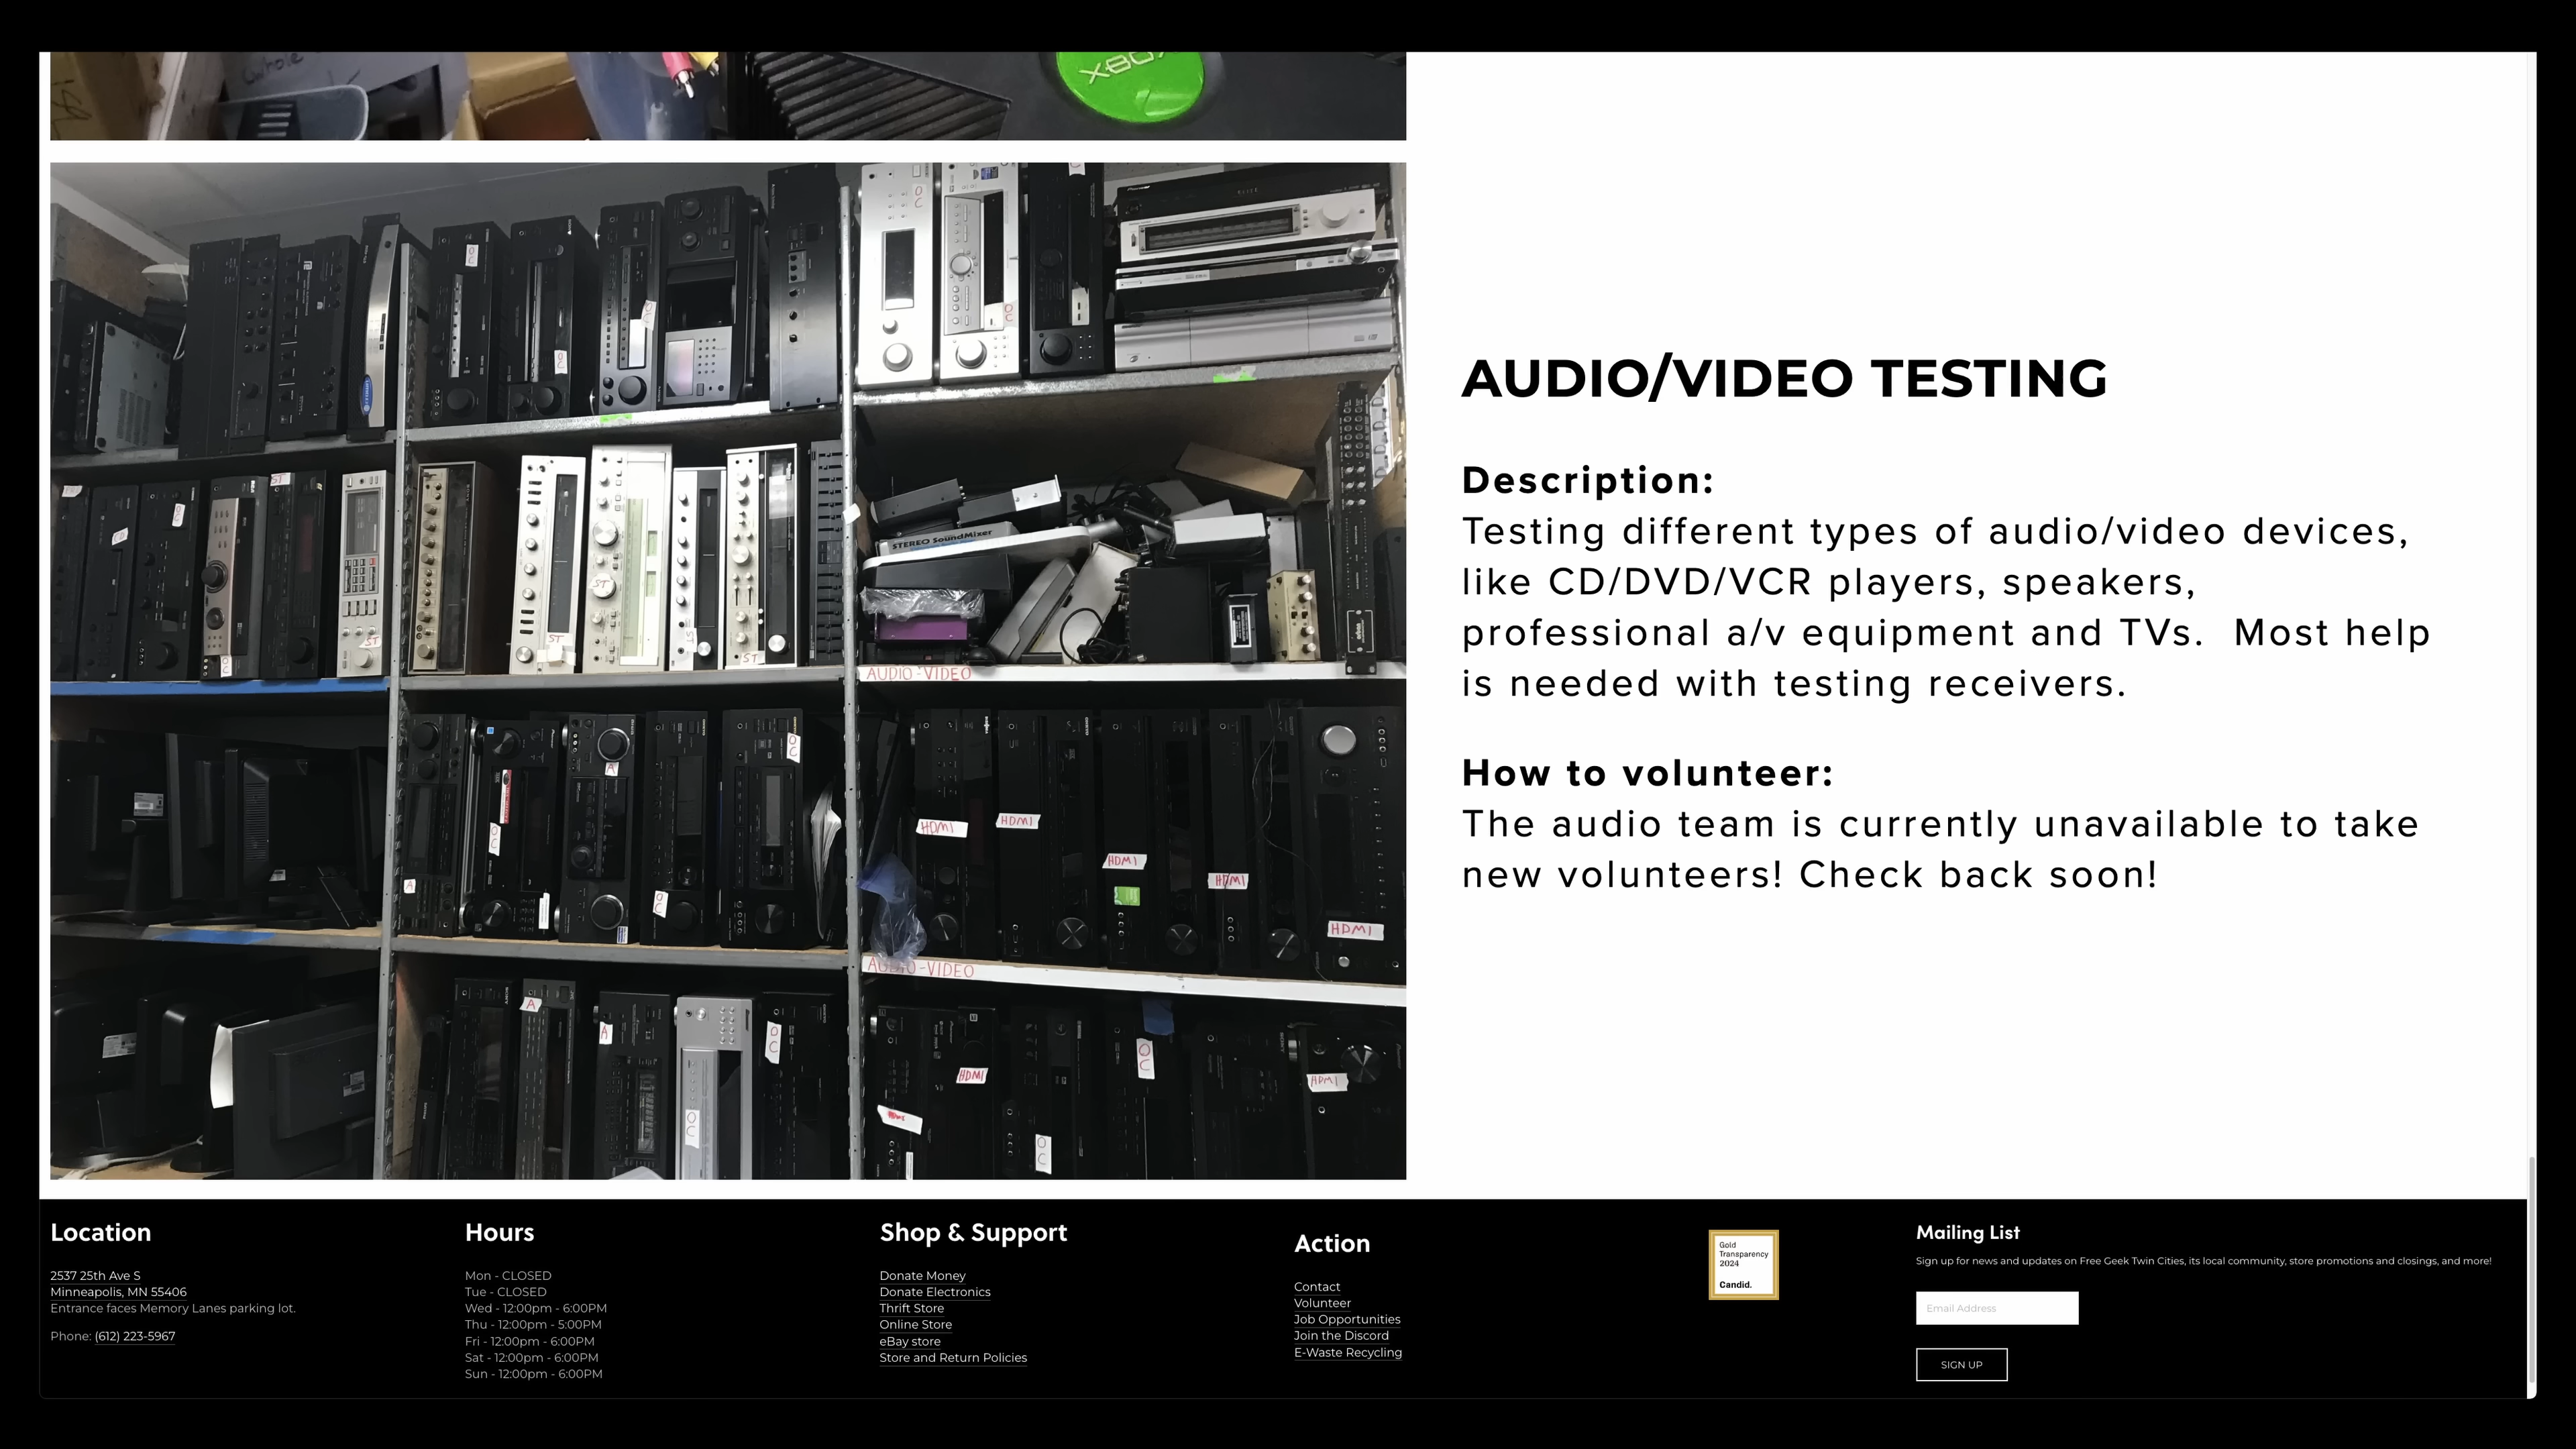 XBOX
STEREO SoundMixer
AUDIO-VIDEO
HDMI
HDMI
HDMI
HDMI
HDMI
AUDIO-VIDEO
HDMI
HDMI
AUDIO/VIDEO TESTING
Description:
Testing different types of audio/video devices,
like CD/DVD/VCR players, speakers,
professional a/v equipment and TVs.  Most help
is needed with testing receivers.
How to volunteer:
The audio team is currently unavailable to take
new volunteers! Check back soon!
Location
2537 25th Ave S
Minneapolis, MN 55406
Entrance faces Memory Lanes parking lot.
Phone: (612) 223-5967
Hours
Mon - CLOSED
Tue - CLOSED
Wed - 12:00pm - 6:00PM
Thu - 12:00pm - 5:00PM
Fri - 12:00pm - 6:00PM
Sat - 12:00pm - 6:00PM
Sun - 12:00pm - 6:00PM
Shop & Support
Donate Money
Donate Electronics
Thrift Store
Online Store
eBay store
Store and Return Policies
Action
Contact
Volunteer
Job Opportunities
Join the Discord
E-Waste Recycling
Gold
Transparency
2024
Candid.
Mailing List
Sign up for news and updates on Free Geek Twin Cities, its local community, store promotions and closings, and more!
Email Address
SIGN UP